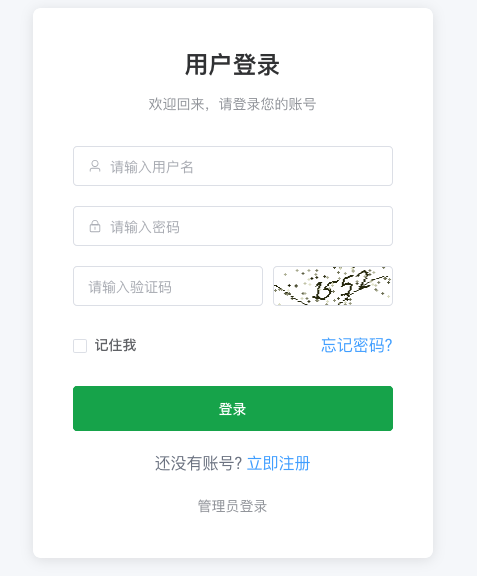 用户登录
欢迎回来，请登录您的账号
请输入用户名
请输入密码
请输入验证码
记住我
忘记密码?
登录
还没有账号? 立即注册
管理员登录